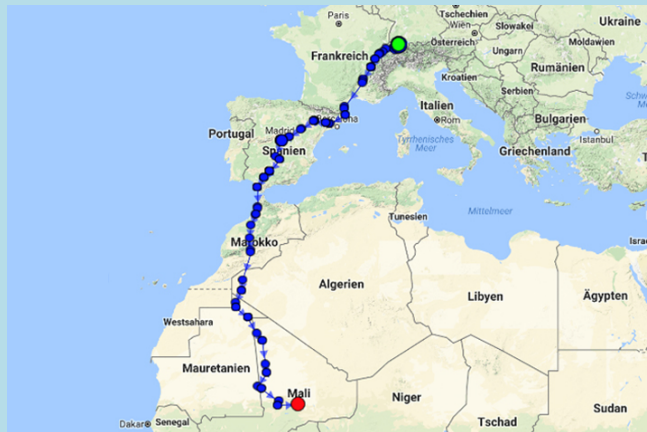 Paris
Tschechien
Wien
Slowakei
Ukraine
Frankreich
Österreich
Ungarn
Moldawien
Rumänien
Kroatien
Serbien
Italien
Rom
Bulgarien
Portugal
Madrid
Spanien
Tyrrhenisches
Meer
Istanbul
Griechenland
Tunesien
Mittelmeer
Marokko
Algerien
Libyen
Ägypten
Westsahara
Mauretanien
Mali
Niger
Tschad
Sudan
Dakar
Senegal